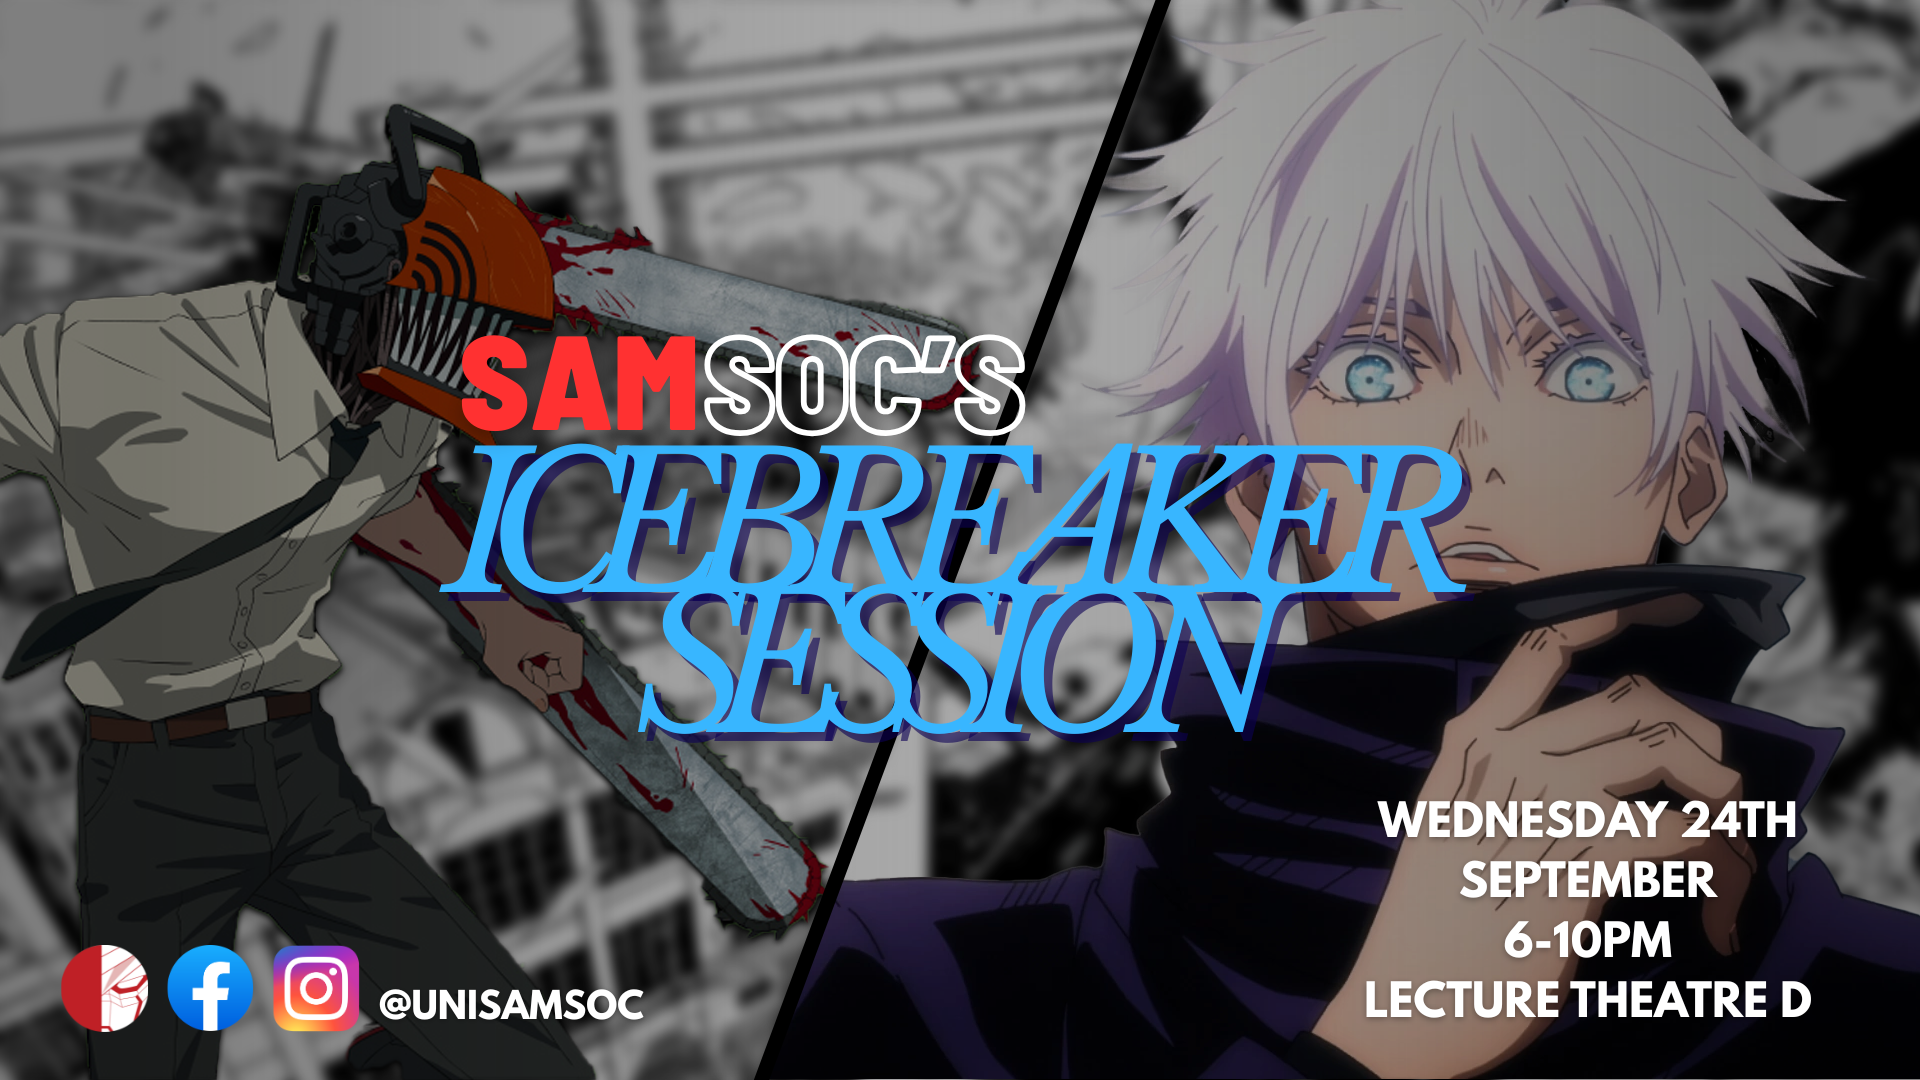 SAMSOC'S
ICEBREAKER
SESSION
WEDNESDAY 24TH
SEPTEMBER
6-10PM
LECTURE THEATRE D
@UNISAMSOC